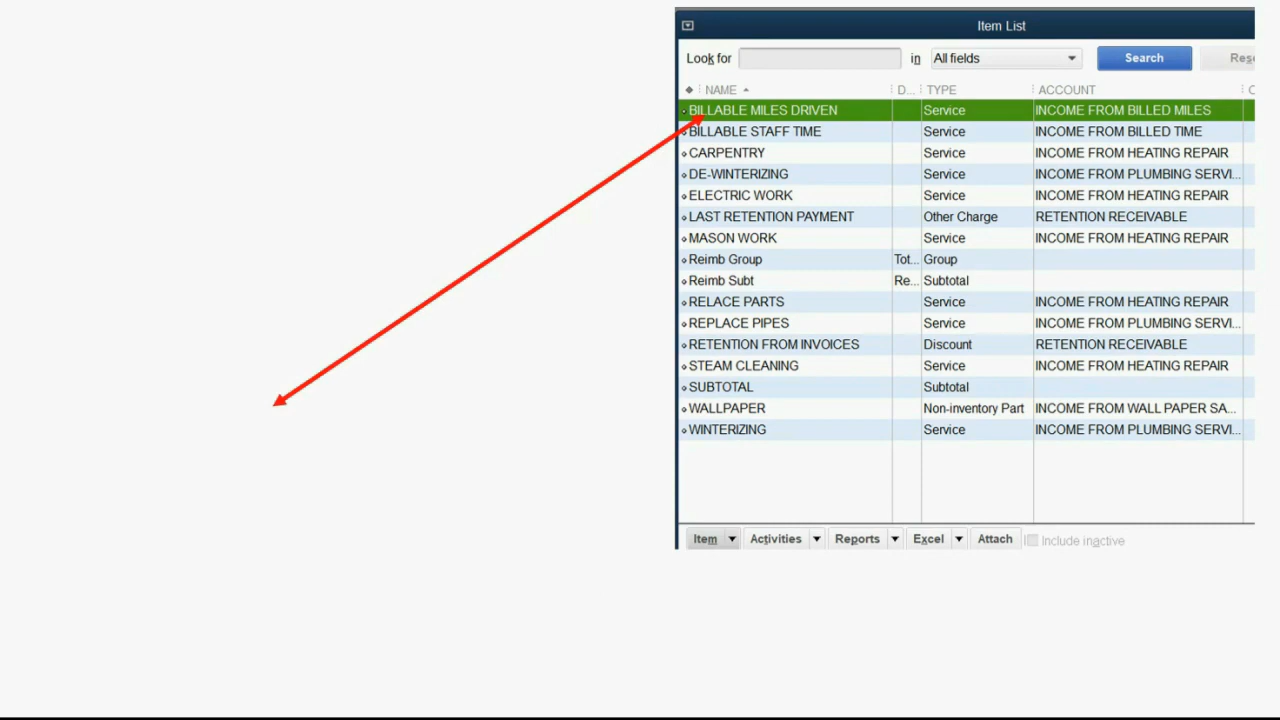 Item List
Look for in All fields Search
NAME D... TYPE ACCOUNT
BILLABLE MILES DRIVEN Service INCOME FROM BILLED MILES
BILLABLE STAFF TIME Service INCOME FROM BILLED TIME
CARPENTRY Service INCOME FROM HEATING REPAIR
DE-WINTERIZING Service INCOME FROM PLUMBING SERVI...
ELECTRIC WORK Service INCOME FROM HEATING REPAIR
LAST RETENTION PAYMENT Other Charge RETENTION RECEIVABLE
MASON WORK Service INCOME FROM HEATING REPAIR
Reimb Group Tot... Group
Reimb Subt Re... Subtotal
RELACE PARTS Service INCOME FROM HEATING REPAIR
REPLACE PIPES Service INCOME FROM PLUMBING SERVI...
RETENTION FROM INVOICES Discount RETENTION RECEIVABLE
STEAM CLEANING Service INCOME FROM HEATING REPAIR
SUBTOTAL Subtotal
WALLPAPER Non-inventory Part INCOME FROM WALL PAPER SA...
WINTERIZING Service INCOME FROM PLUMBING SERVI...
Item Activities Reports Excel Attach Include inactive